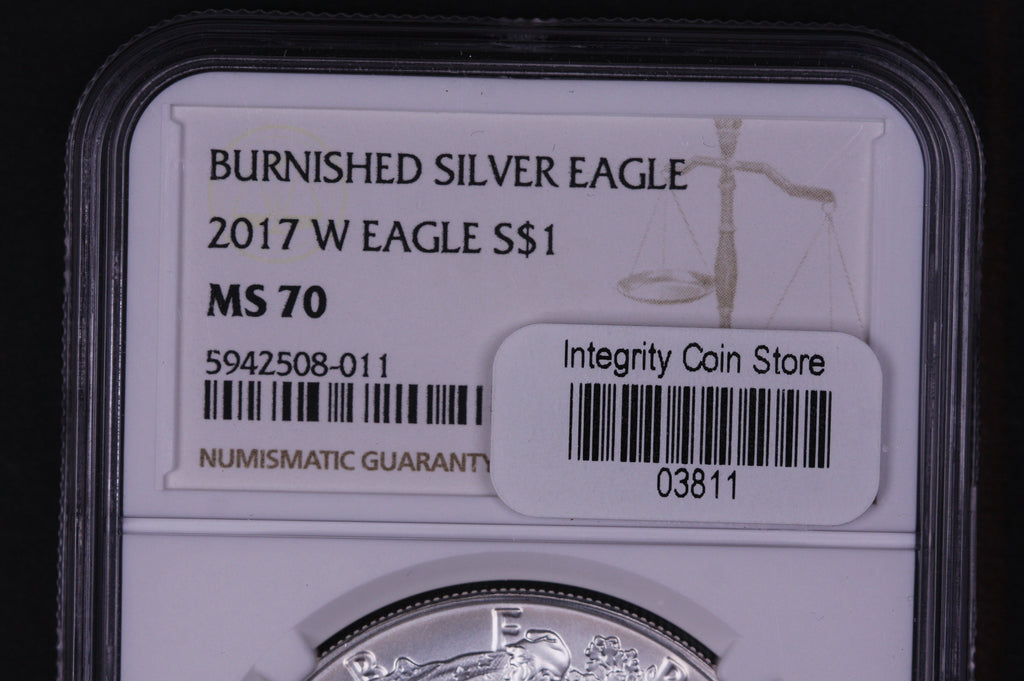 BURNISHED SILVER EAGLE
2017 W EAGLE S$1
MS 70
5942508-011
NUMISMATIC GUARANTY
Integrity Coin Store
03811
E